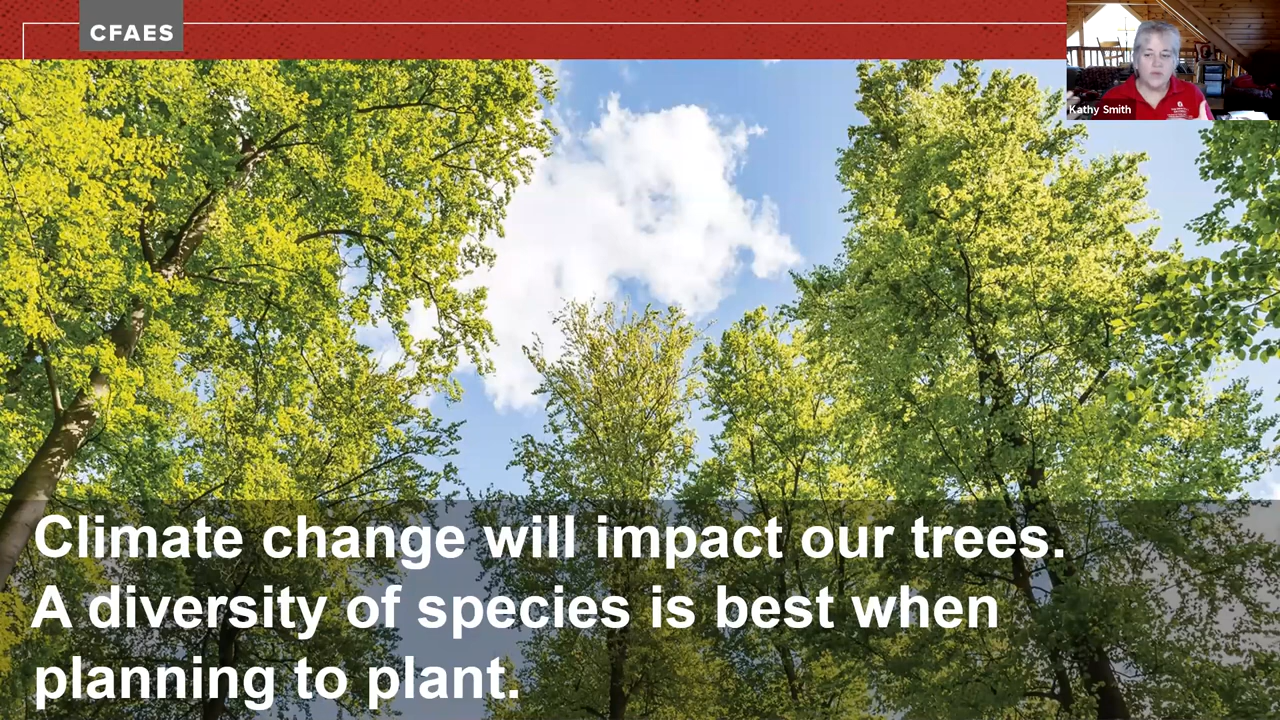 CFAES
Kathy Smith
Climate change will impact our trees.
A diversity of species is best when
planning to plant.